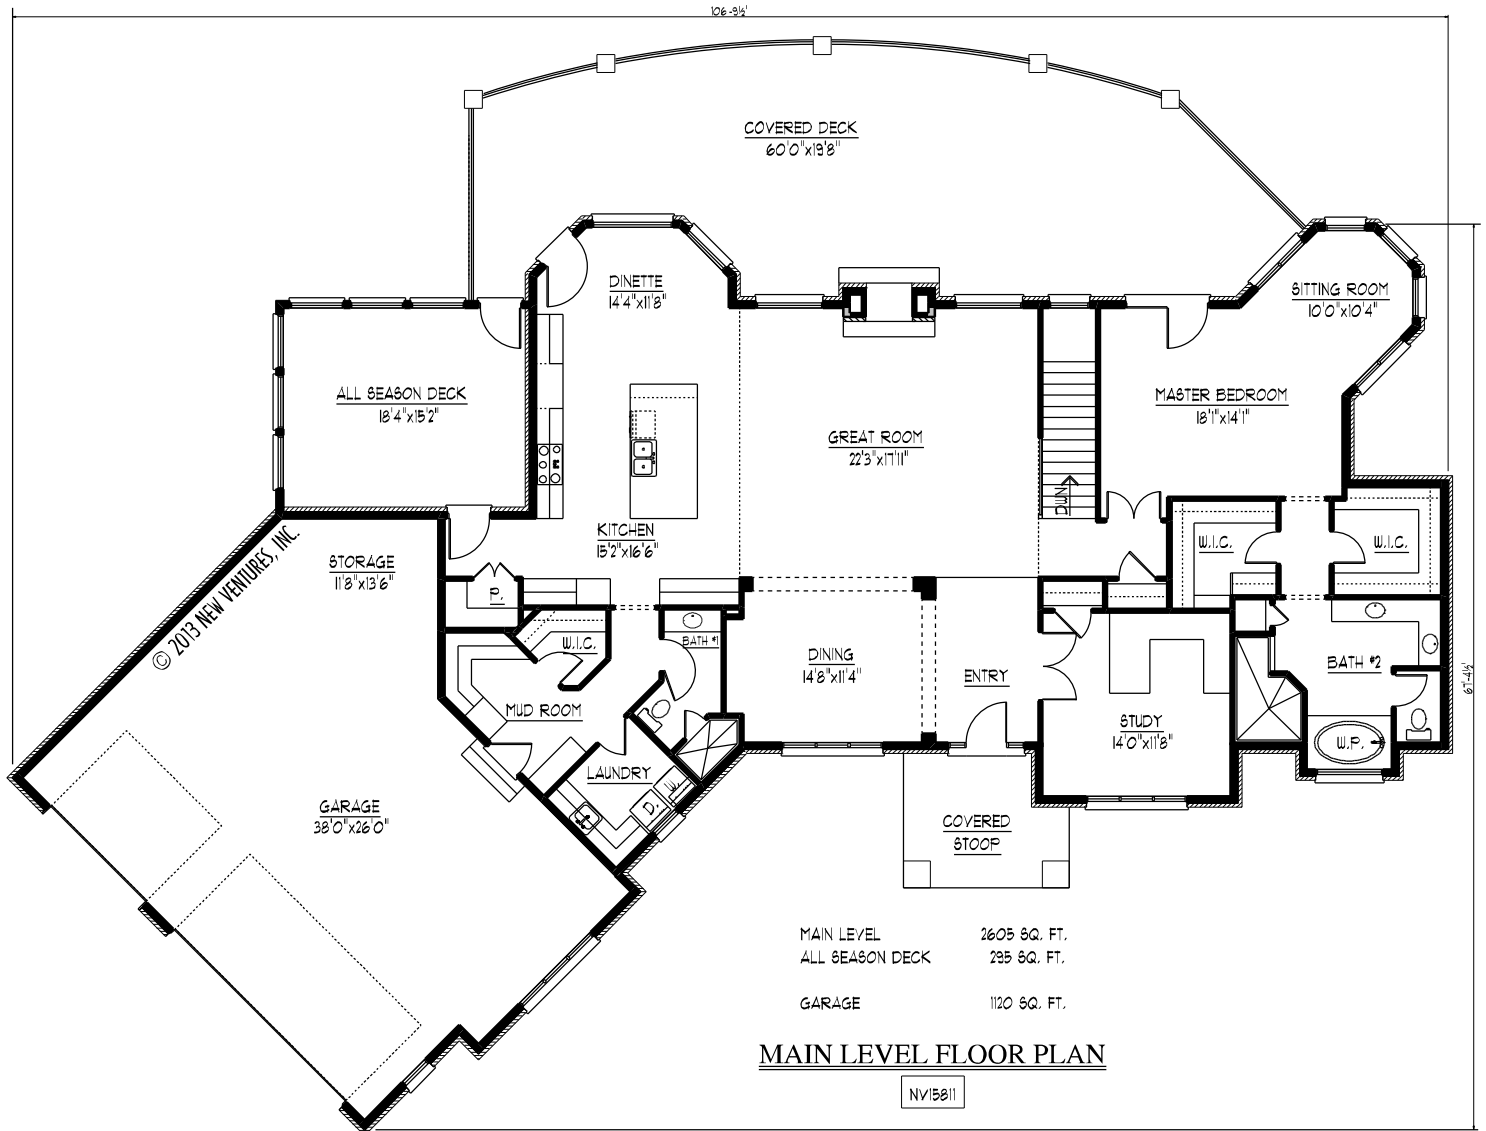 106'-9½"
COVERED DECK
60'0"x19'8"
DINETTE
14'4"x11'8"
SITTING ROOM
10'0"x10'4"
ALL SEASON DECK
18'4"x15'2"
MASTER BEDROOM
18'1"x14'1"
GREAT ROOM
22'3"x17'11"
DWN
KITCHEN
15'2"x16'6"
W.I.C.
W.I.C.
STORAGE
11'8"x13'6"
© 2013 NEW VENTURES, INC.
P.
W.I.C.
BATH #1
DINING
14'8"x11'4"
ENTRY
BATH #2
67'-4½"
MUD ROOM
STUDY
14'0"x11'8"
W.P.
LAUNDRY
W.
D.
GARAGE
38'0"x26'0"
COVERED
STOOP
MAIN LEVEL 2605 SQ. FT.
ALL SEASON DECK 295 SQ. FT.
GARAGE 1120 SQ. FT.
MAIN LEVEL FLOOR PLAN
NV15811